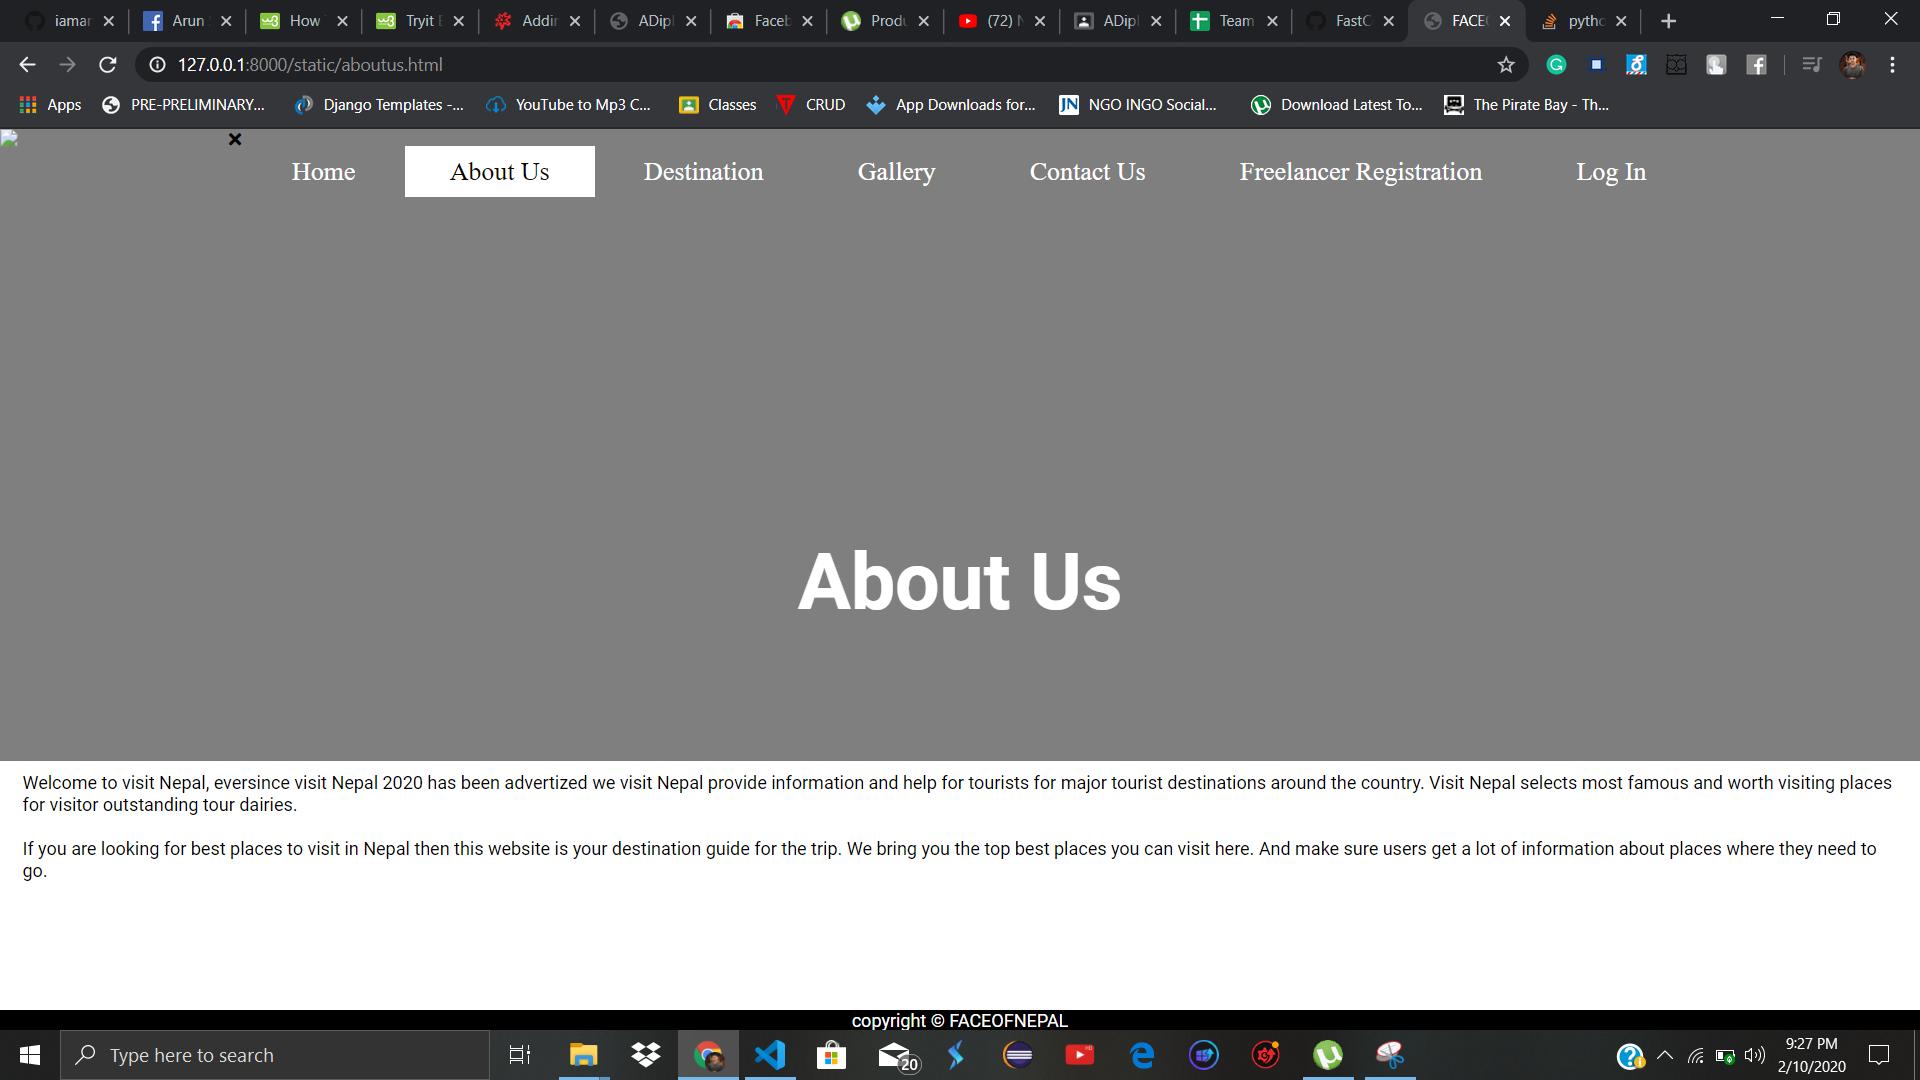 iamar
Arun
How
Tryit E
Addin
ADipl
Faceb
Produ
(72) N
ADipl
Team
FastC
FACEO
pytho
127.0.0.1:8000/static/aboutus.html
Apps
PRE-PRELIMINARY...
Django Templates -...
YouTube to Mp3 C...
Classes
CRUD
App Downloads for...
JN NGO INGO Social...
Download Latest To...
The Pirate Bay - Th...
Home
About Us
Destination
Gallery
Contact Us
Freelancer Registration
Log In
About Us
Welcome to visit Nepal, eversince visit Nepal 2020 has been advertized we visit Nepal provide information and help for tourists for major tourist destinations around the country. Visit Nepal selects most famous and worth visiting places
for visitor outstanding tour dairies.
If you are looking for best places to visit in Nepal then this website is your destination guide for the trip. We bring you the top best places you can visit here. And make sure users get a lot of information about places where they need to
go.
copyright © FACEOFNEPAL
Type here to search
20
9:27 PM
2/10/2020